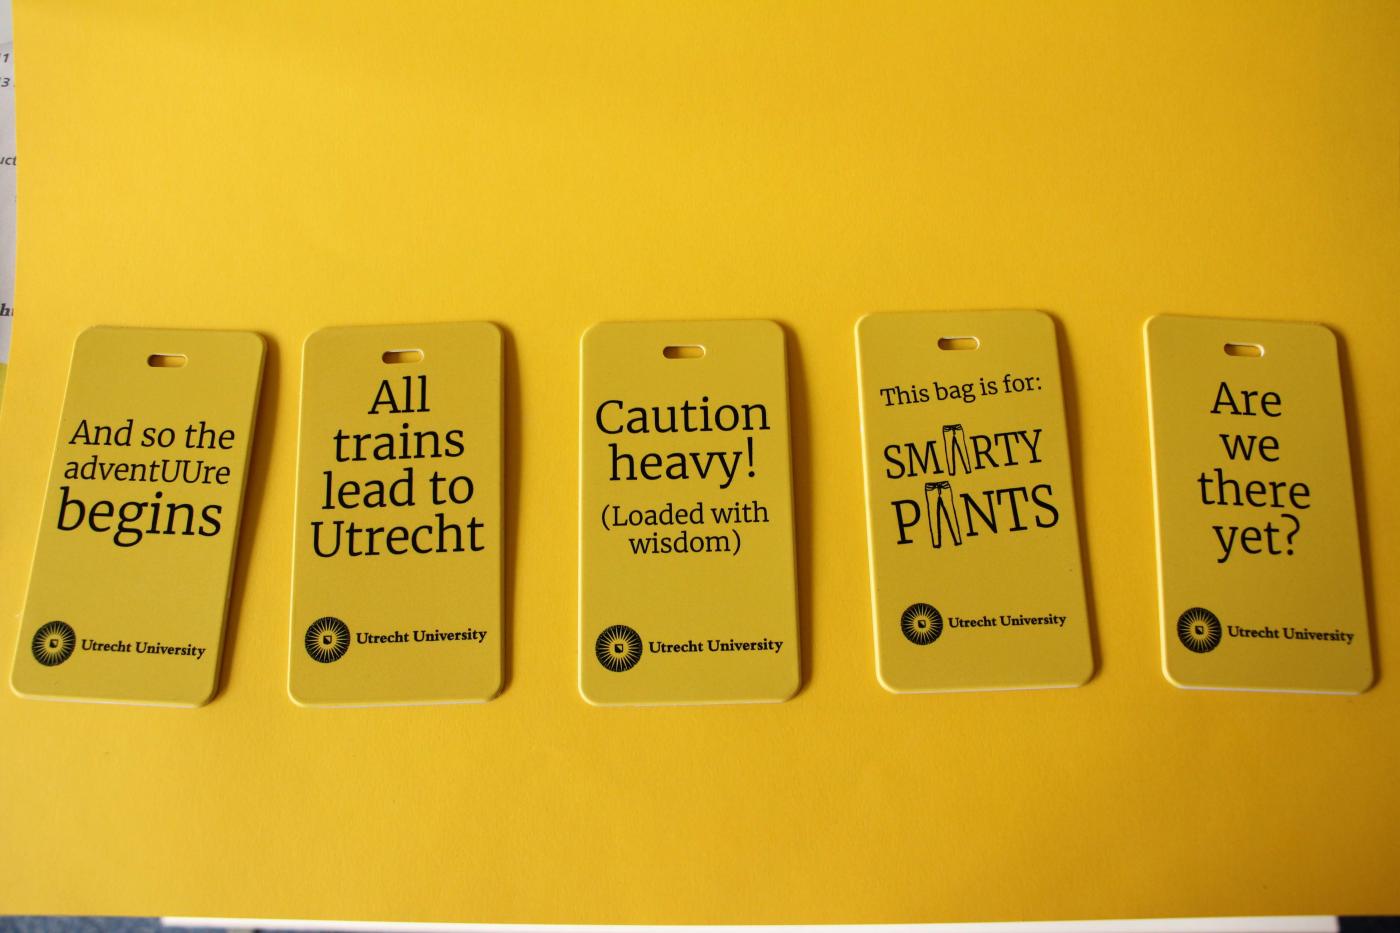 And so the
adventUUre
begins
Utrecht University
All
trains
lead to
Utrecht
Utrecht University
Caution
heavy!
(Loaded with
wisdom)
Utrecht University
This bag is for:
SMARTY
PANTS
Utrecht University
Are
we
there
yet?
Utrecht University